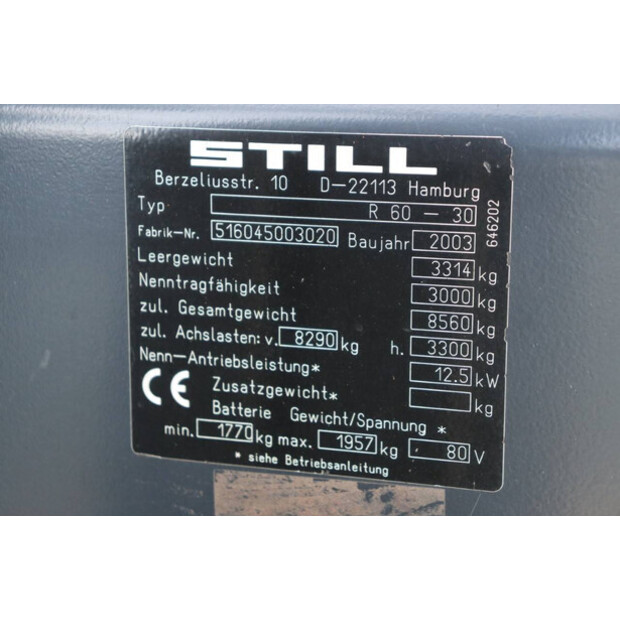 STILL
Berzeliusstr. 10 D-22113 Hamburg
Typ R 60 - 30
Fabrik-Nr. 516045003020 Baujahr 2003
646202
Leergewicht 3314 kg
Nenntragfähigkeit 3000 kg
zul. Gesamtgewicht 8560 kg
zul. Achslasten: v. 8290 kg h. 3300 kg
Nenn-Antriebsleistung* 12.5 kW
CE Zusatzgewicht* kg
Batterie Gewicht/Spannung *
min. 1770 kg max. 1957 kg 80 V
* siehe Betriebsanleitung